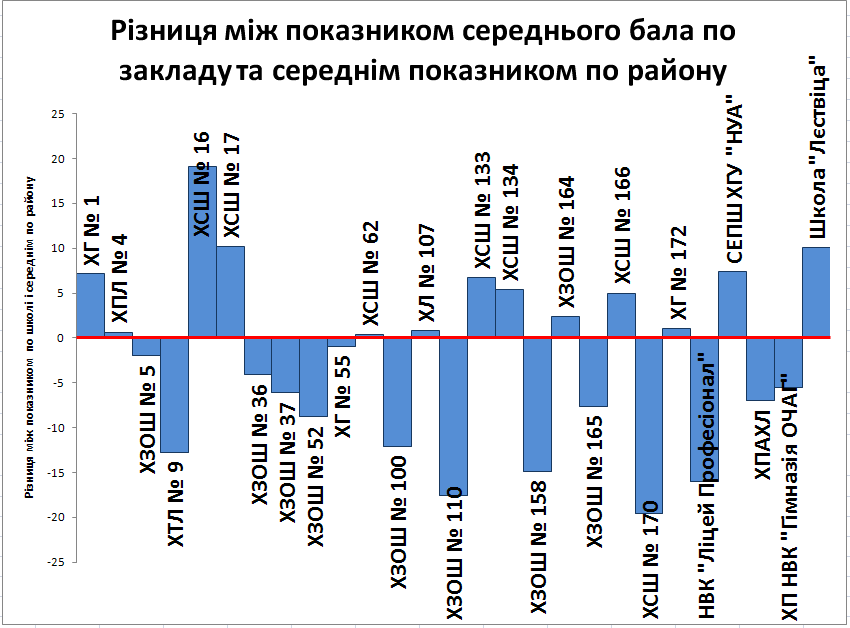 Різниця між показником середнього бала по
закладу та середнім показником по району
Різниця між показником по школі і середнім по району
25
20
15
10
5
0
-5
-10
-15
-20
-25
ХГ № 1
ХПЛ № 4
ХЗОШ № 5
ХТЛ № 9
ХСШ № 16
ХСШ № 17
ХЗОШ № 36
ХЗОШ № 37
ХЗОШ № 52
ХГ № 55
ХСШ № 62
ХЗОШ № 100
ХЛ № 107
ХЗОШ № 110
ХСШ № 133
ХСШ № 134
ХЗОШ № 158
ХЗОШ № 164
ХЗОШ № 165
ХСШ № 166
ХСШ № 170
ХГ № 172
НВК "Ліцей Професіонал"
СЕПШ ХГУ "НУА"
ХПАХЛ
ХП НВК "Гімназія ОЧАГ"
Школа "Лєствіца"